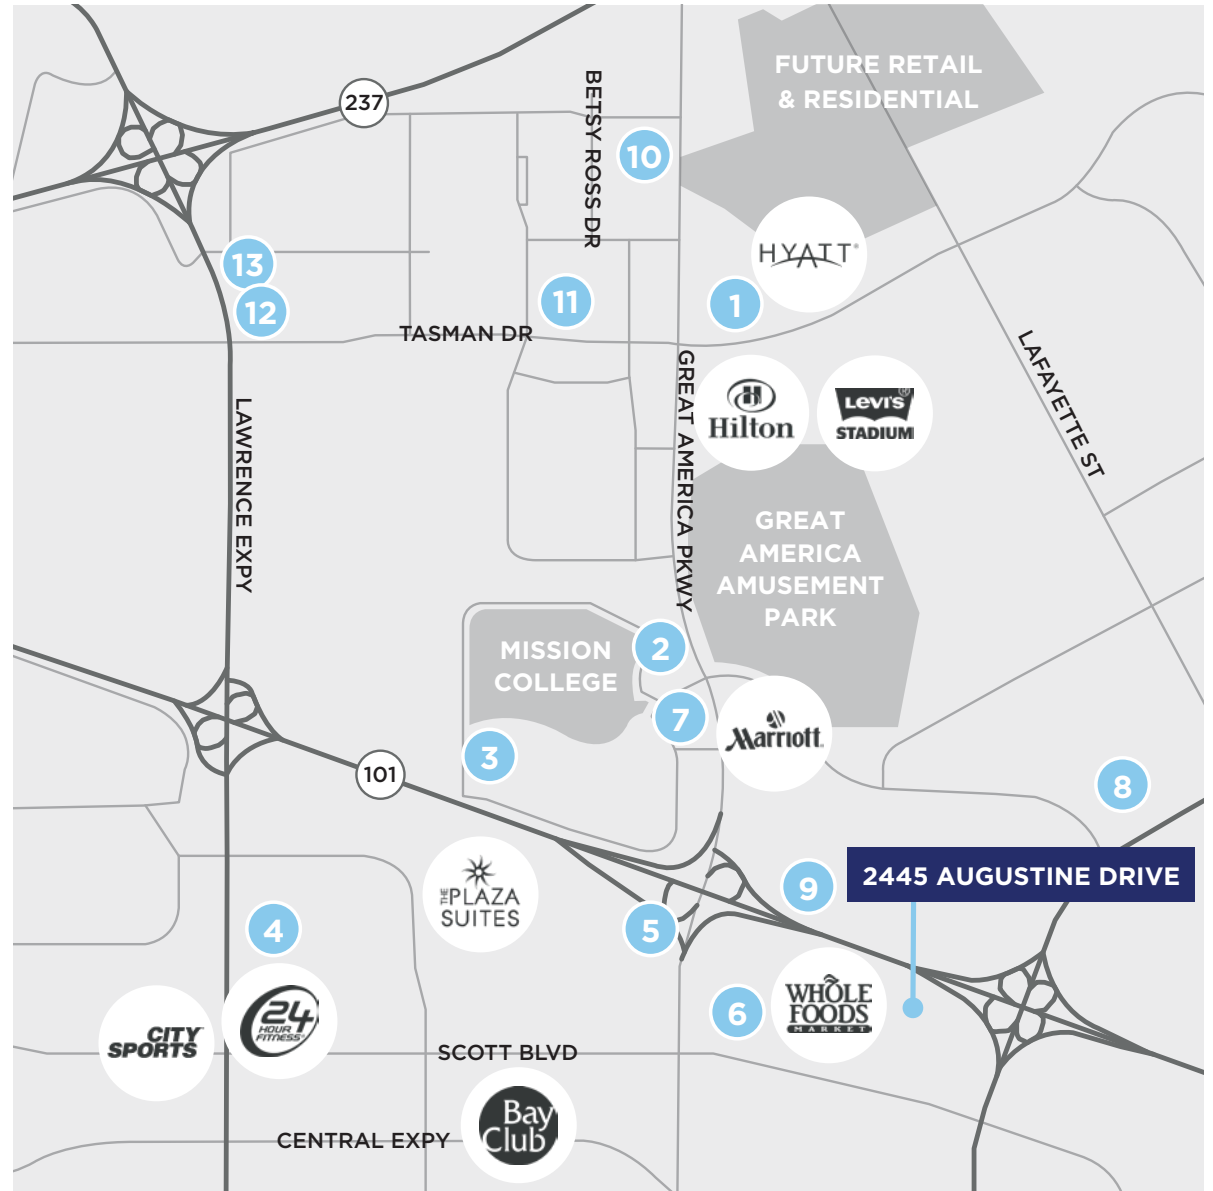 FUTURE RETAIL
& RESIDENTIAL
237
BETSY ROSS DR
10
HYATT®
13
12
11
1
TASMAN DR
LAFAYETTE ST
GREAT AMERICA PKWY
Hilton
LEVI'S®
STADIUM
LAWRENCE EXPY
GREAT
AMERICA
AMUSEMENT
PARK
MISSION
COLLEGE
2
7
Marriott
3
101
8
THE PLAZA
SUITES
9
2445 AUGUSTINE DRIVE
4
5
6
WHOLE
FOODS
MARKET
CITY
SPORTS
24
HOUR
FITNESS
SCOTT BLVD
Bay
Club
CENTRAL EXPY